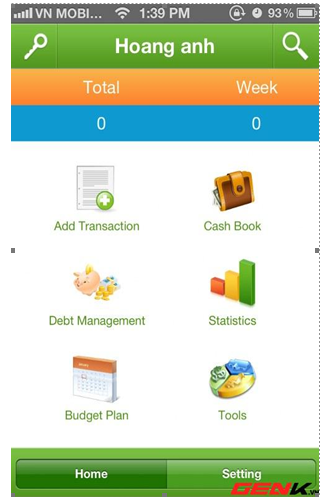 VN MOBI... 1:39 PM 93%
Hoang anh
Total Week
0 0
Add Transaction Cash Book
Debt Management Statistics
Budget Plan Tools
Home Setting
GENK.VN